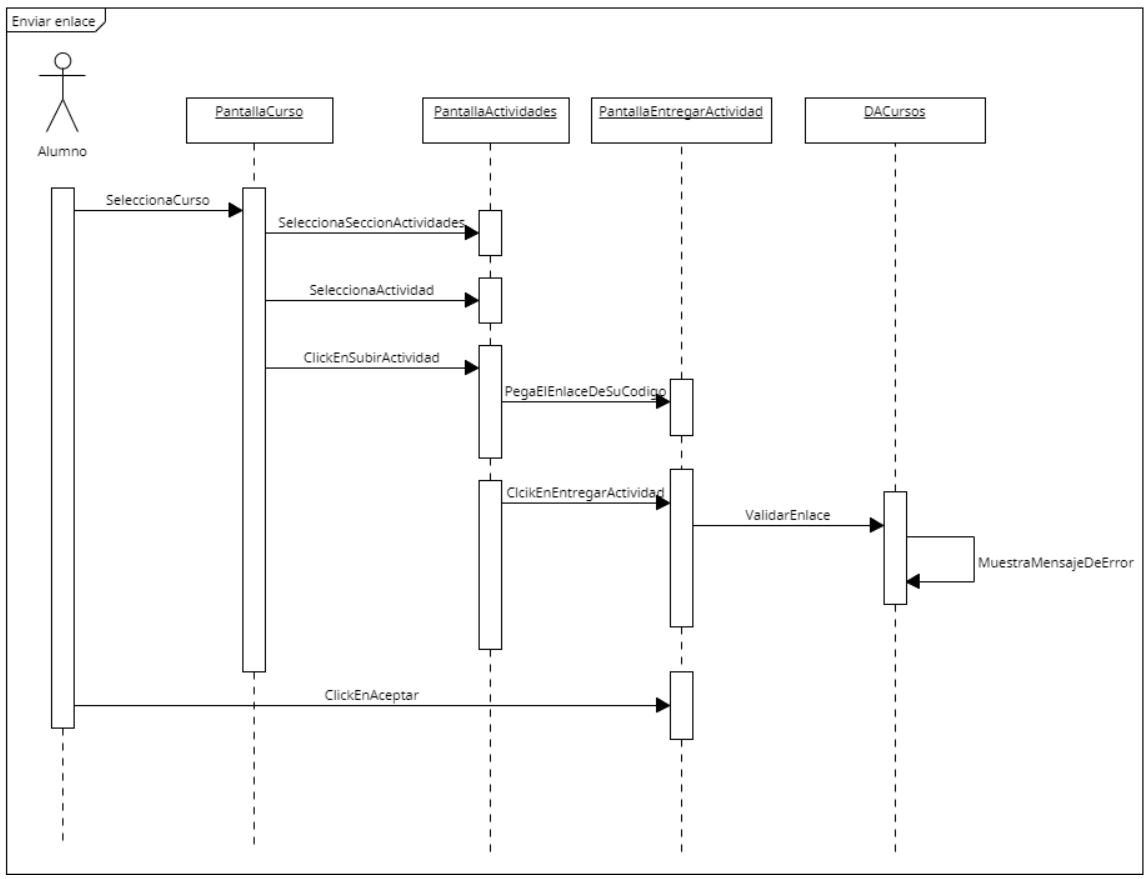 Enviar enlace
Alumno
PantallaCurso
PantallaActividades
PantallaEntregarActividad
DACursos
SeleccionaCurso
SeleccionaSeccionActividades
SeleccionaActividad
ClickEnSubirActividad
PegaElEnlaceDeSuCodigo
ClcikEnEntregarActividad
ValidarEnlace
MuestraMensajeDeError
ClickEnAceptar